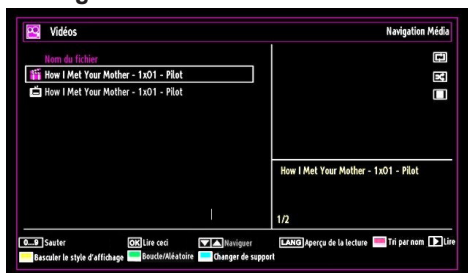 Vidéos Navigation Média
Nom du fichier
How I Met Your Mother - 1x01 - Pilot
How I Met Your Mother - 1x01 - Pilot
How I Met Your Mother - 1x01 - Pilot
1/2
0...9 Sauter OK Lire ceci Naviguer LANG Aperçu de la lecture Tri par nom Lire
Basculer le style d'affichage Boucle/Aléatoire Changer de support